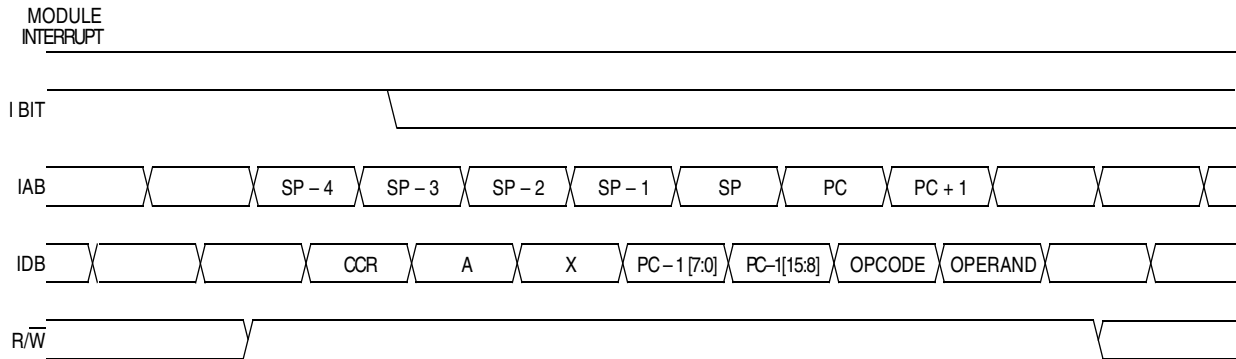 MODULE
INTERRUPT
I BIT
IAB SP – 4 SP – 3 SP – 2 SP – 1 SP PC PC + 1
IDB CCR A X PC – 1 [7:0] PC–1[15:8] OPCODE OPERAND
R/W̅